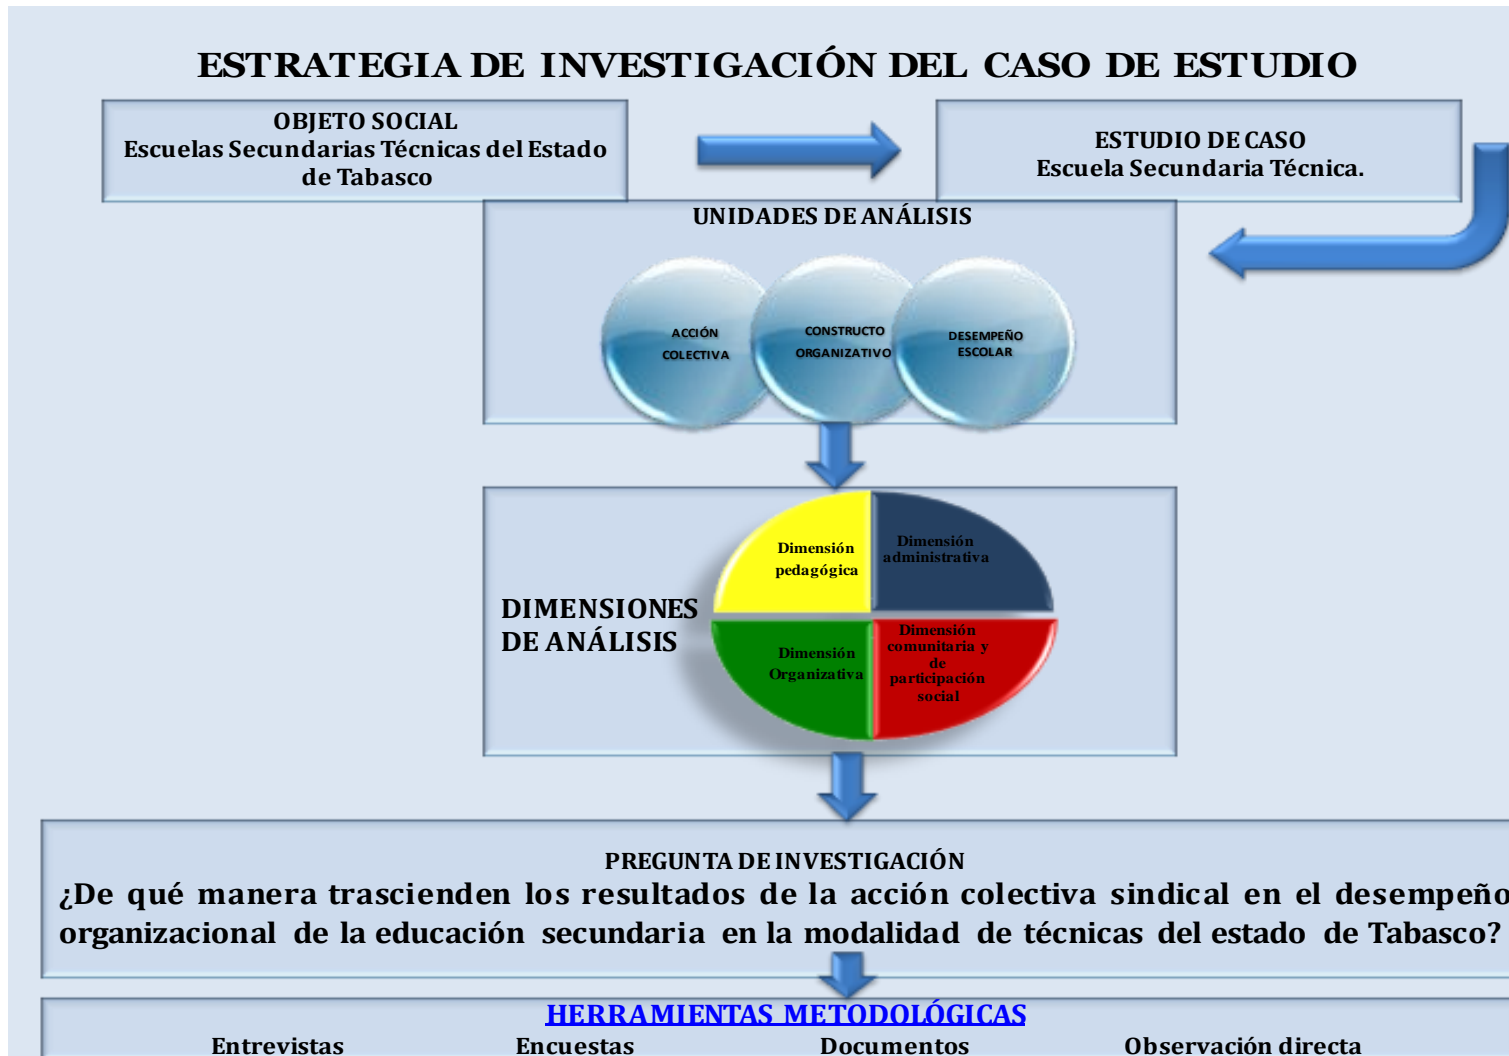 ESTRATEGIA DE INVESTIGACIÓN DEL CASO DE ESTUDIO
OBJETO SOCIAL
Escuelas Secundarias Técnicas del Estado
de Tabasco
ESTUDIO DE CASO
Escuela Secundaria Técnica.
UNIDADES DE ANÁLISIS
ACCIÓN
COLECTIVA
CONSTRUCTO
ORGANIZATIVO
DESEMPEÑO
ESCOLAR
DIMENSIONES
DE ANÁLISIS
Dimensión
pedagógica
Dimensión
administrativa
Dimensión
Organizativa
Dimensión
comunitaria y
de
participación
social
PREGUNTA DE INVESTIGACIÓN
¿De qué manera trascienden los resultados de la acción colectiva sindical en el desempeño
organizacional de la educación secundaria en la modalidad de técnicas del estado de Tabasco?
HERRAMIENTAS METODOLÓGICAS
Entrevistas Encuestas Documentos Observación directa